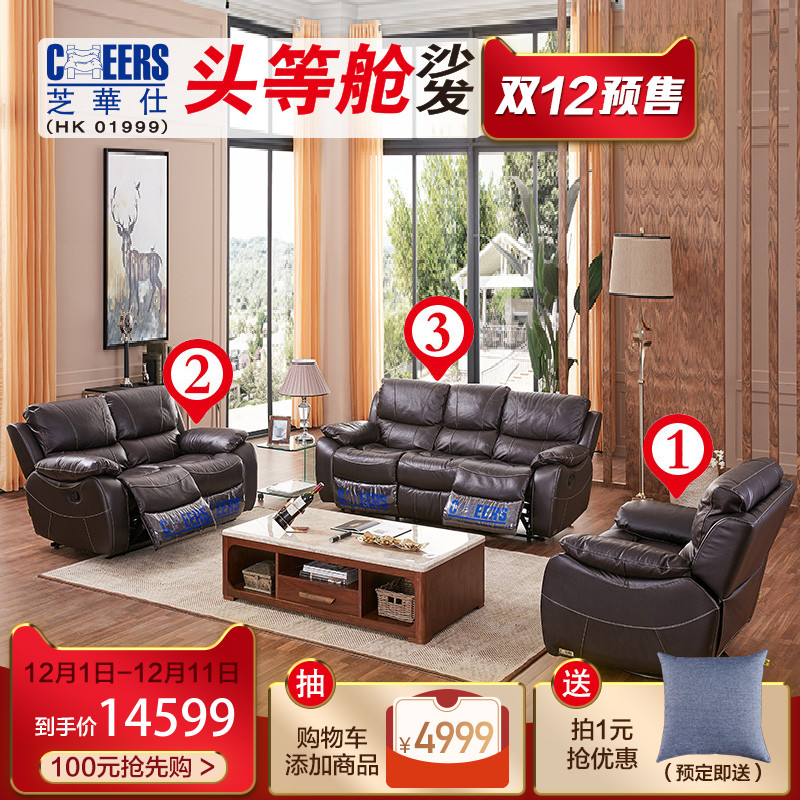 CHEERS
芝華仕
(HK 01999)
头等舱沙发
双12预售
3
2
1
CHEERS
CHEERS
CHEERS
12月1日-12月11日
到手价14599
100元抢先购 >
抽
购物车
添加商品
¥4999
送
拍1元
抢优惠
(预定即送)